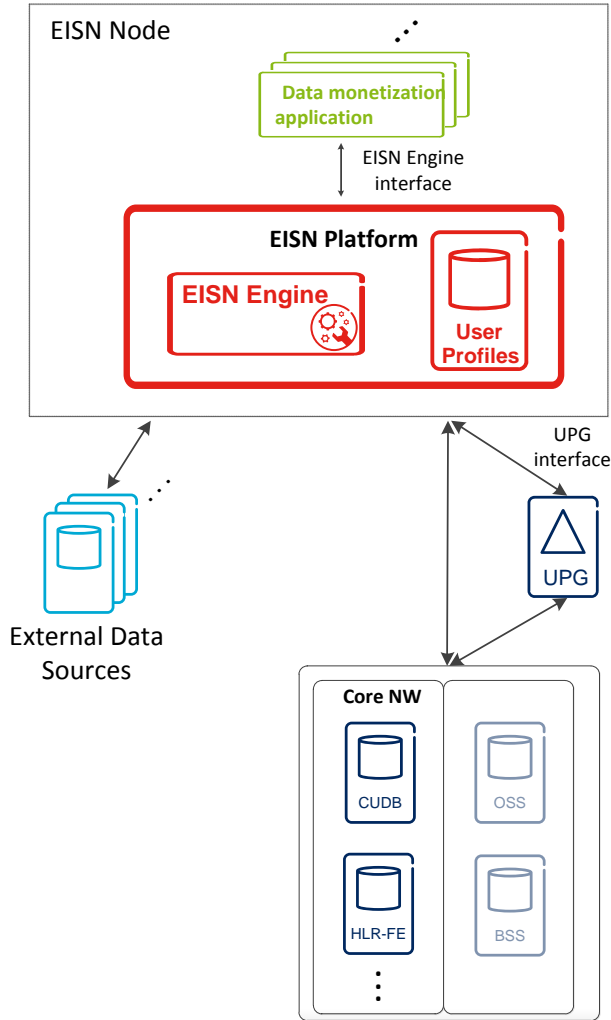 EISN Node
Data monetization
application
EISN Engine
interface
EISN Platform
EISN Engine
User
Profiles
UPG
interface
UPG
External Data
Sources
Core NW
CUDB
OSS
HLR-FE
BSS